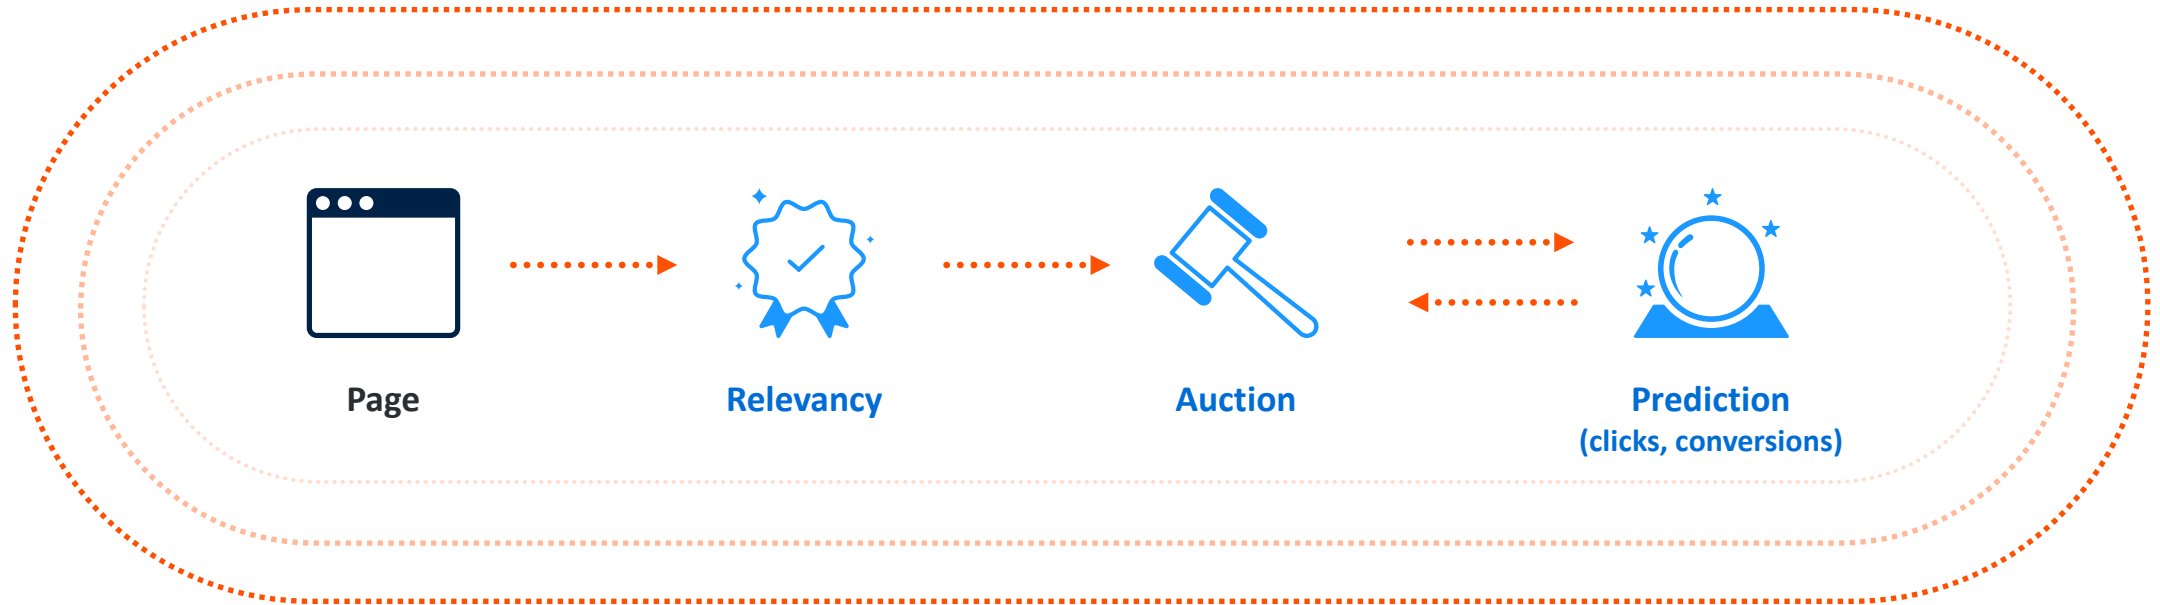 Page
Relevancy
Auction
Prediction
(clicks, conversions)